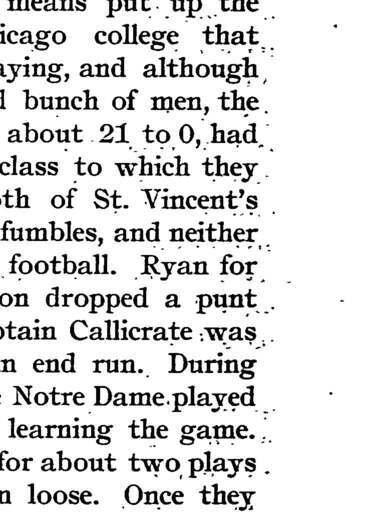 means put up the
icago college that
aying, and although
d bunch of men, the
about 21 to 0, had
class to which they
oth of St. Vincent's
fumbles, and neither
football. Ryan for
on dropped a punt
ptain Callicrate was
n end run. During
Notre Dame played
learning the game.
for about two plays
n loose. Once they